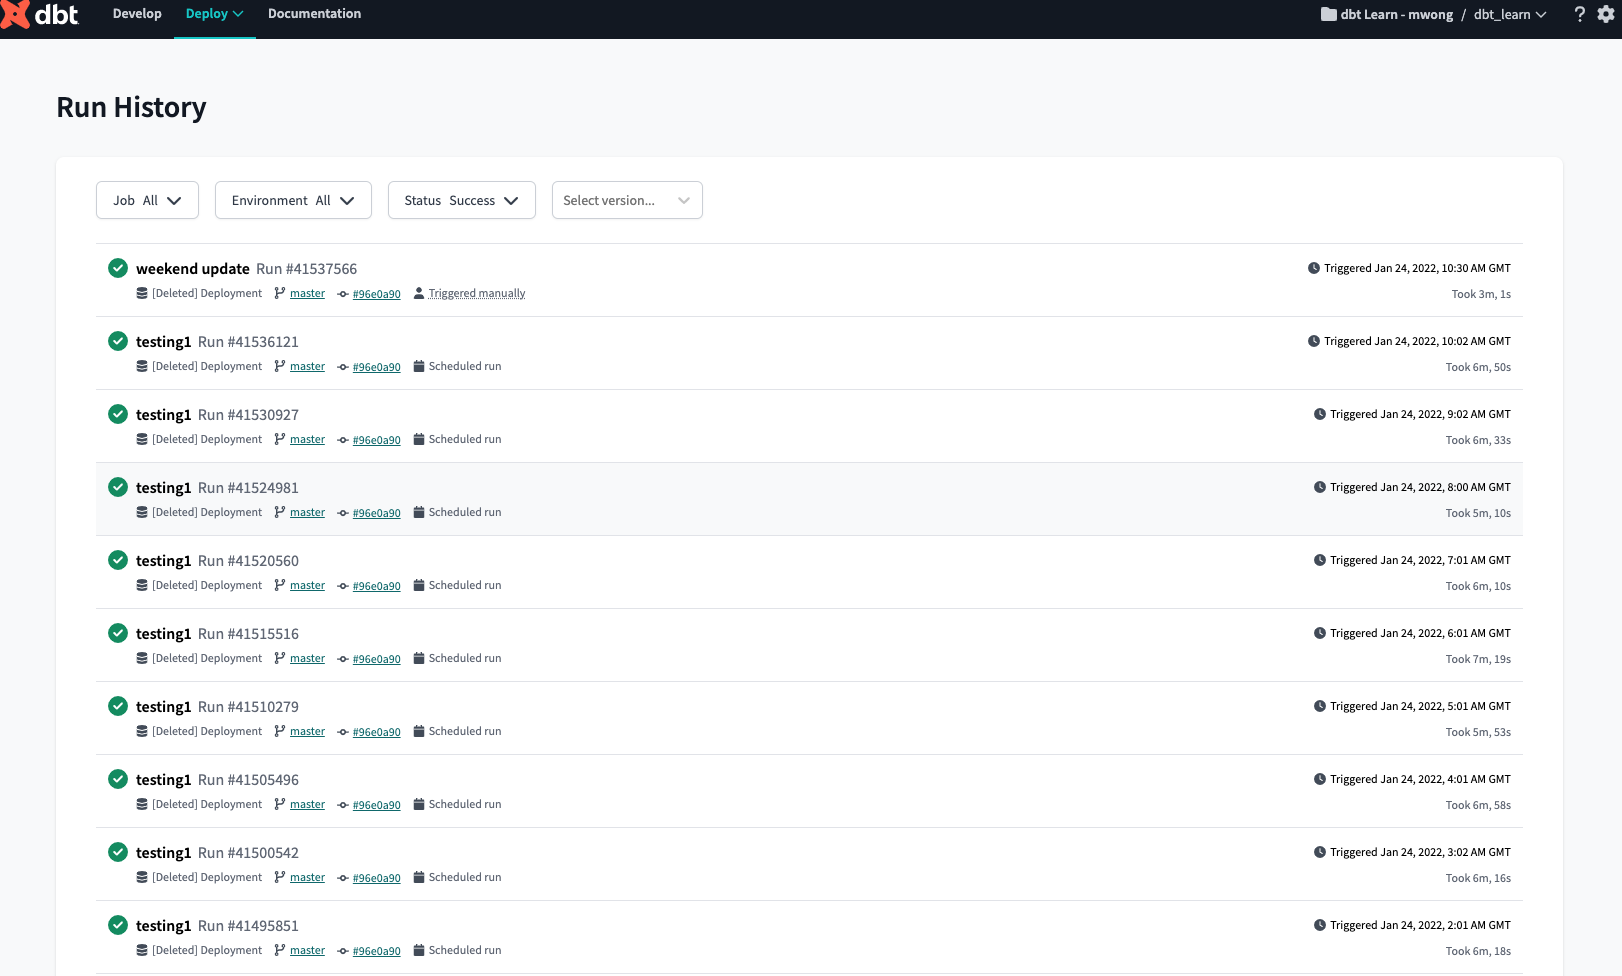 dbt Develop Deploy Documentation dbt Learn - mwong / dbt_learn ?
Run History
Job All Environment All Status Success Select version...
weekend update Run #41537566 Triggered Jan 24, 2022, 10:30 AM GMT
[Deleted] Deployment master #96e0a90 Triggered manually Took 3m, 1s
testing1 Run #41536121 Triggered Jan 24, 2022, 10:02 AM GMT
[Deleted] Deployment master #96e0a90 Scheduled run Took 6m, 50s
testing1 Run #41530927 Triggered Jan 24, 2022, 9:02 AM GMT
[Deleted] Deployment master #96e0a90 Scheduled run Took 6m, 33s
testing1 Run #41524981 Triggered Jan 24, 2022, 8:00 AM GMT
[Deleted] Deployment master #96e0a90 Scheduled run Took 5m, 10s
testing1 Run #41520560 Triggered Jan 24, 2022, 7:01 AM GMT
[Deleted] Deployment master #96e0a90 Scheduled run Took 6m, 10s
testing1 Run #41515516 Triggered Jan 24, 2022, 6:01 AM GMT
[Deleted] Deployment master #96e0a90 Scheduled run Took 7m, 19s
testing1 Run #41510279 Triggered Jan 24, 2022, 5:01 AM GMT
[Deleted] Deployment master #96e0a90 Scheduled run Took 5m, 53s
testing1 Run #41505496 Triggered Jan 24, 2022, 4:01 AM GMT
[Deleted] Deployment master #96e0a90 Scheduled run Took 6m, 58s
testing1 Run #41500542 Triggered Jan 24, 2022, 3:02 AM GMT
[Deleted] Deployment master #96e0a90 Scheduled run Took 6m, 16s
testing1 Run #41495851 Triggered Jan 24, 2022, 2:01 AM GMT
[Deleted] Deployment master #96e0a90 Scheduled run Took 6m, 18s